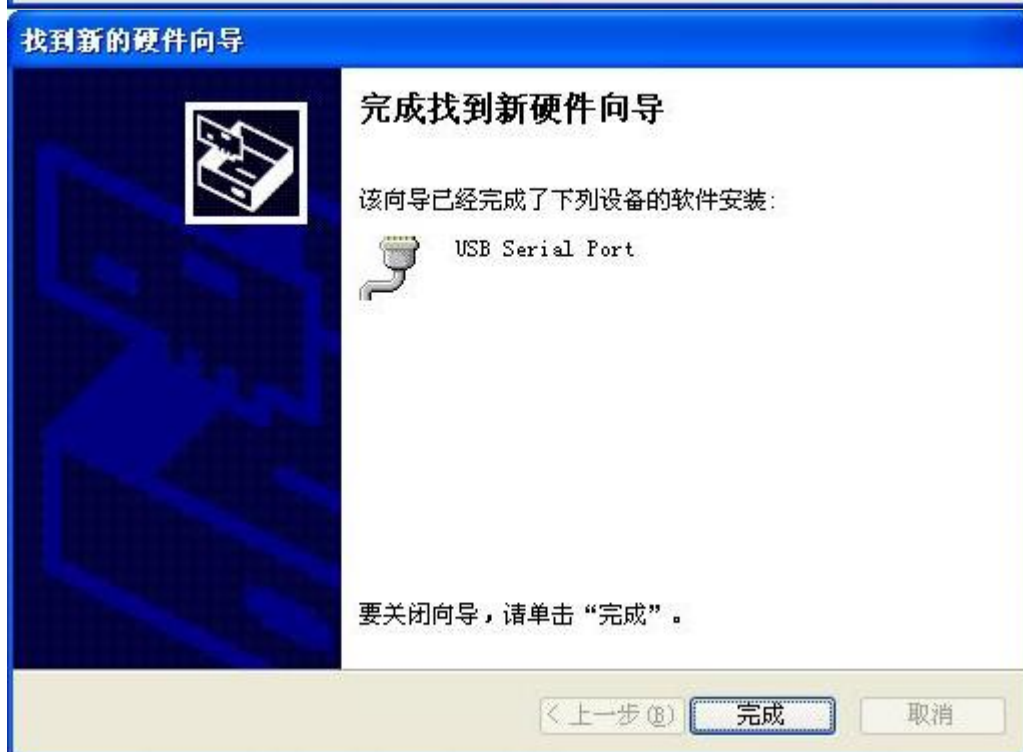 找到新的硬件向导
完成找到新硬件向导
该向导已经完成了下列设备的软件安装:
USB Serial Port
要关闭向导，请单击“完成”。
< 上一步(B) 完成 取消